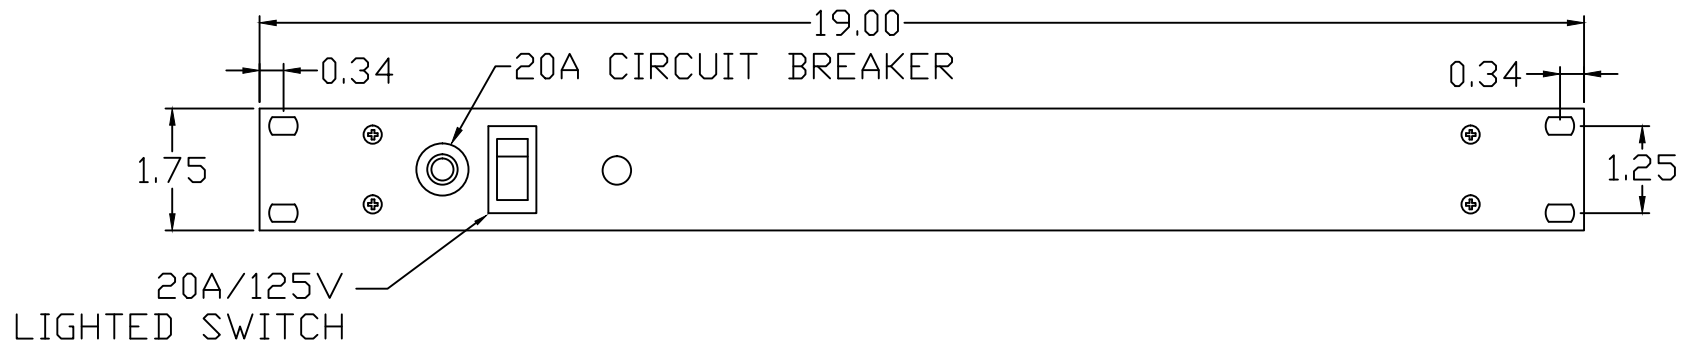 19.00
20A CIRCUIT BREAKER
0.34
0.34
1.75
1.25
20A/125V
LIGHTED SWITCH